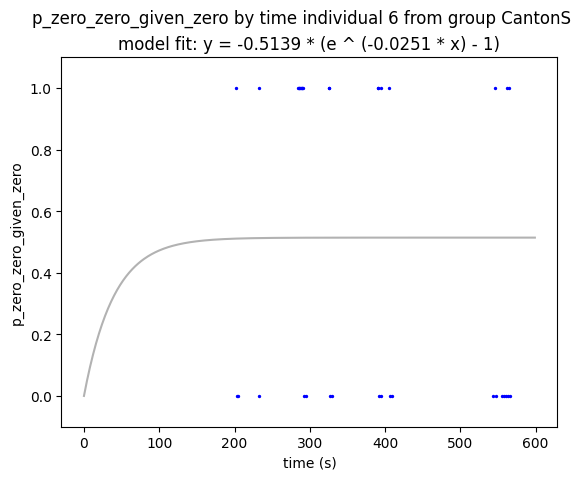 p_zero_zero_given_zero by time individual 6 from group CantonS
model fit: y = -0.5139 * (e ^ (-0.0251 * x) - 1)
1.0
0.8
0.6
0.4
0.2
0.0
p_zero_zero_given_zero
0 100 200 300 400 500 600
time (s)